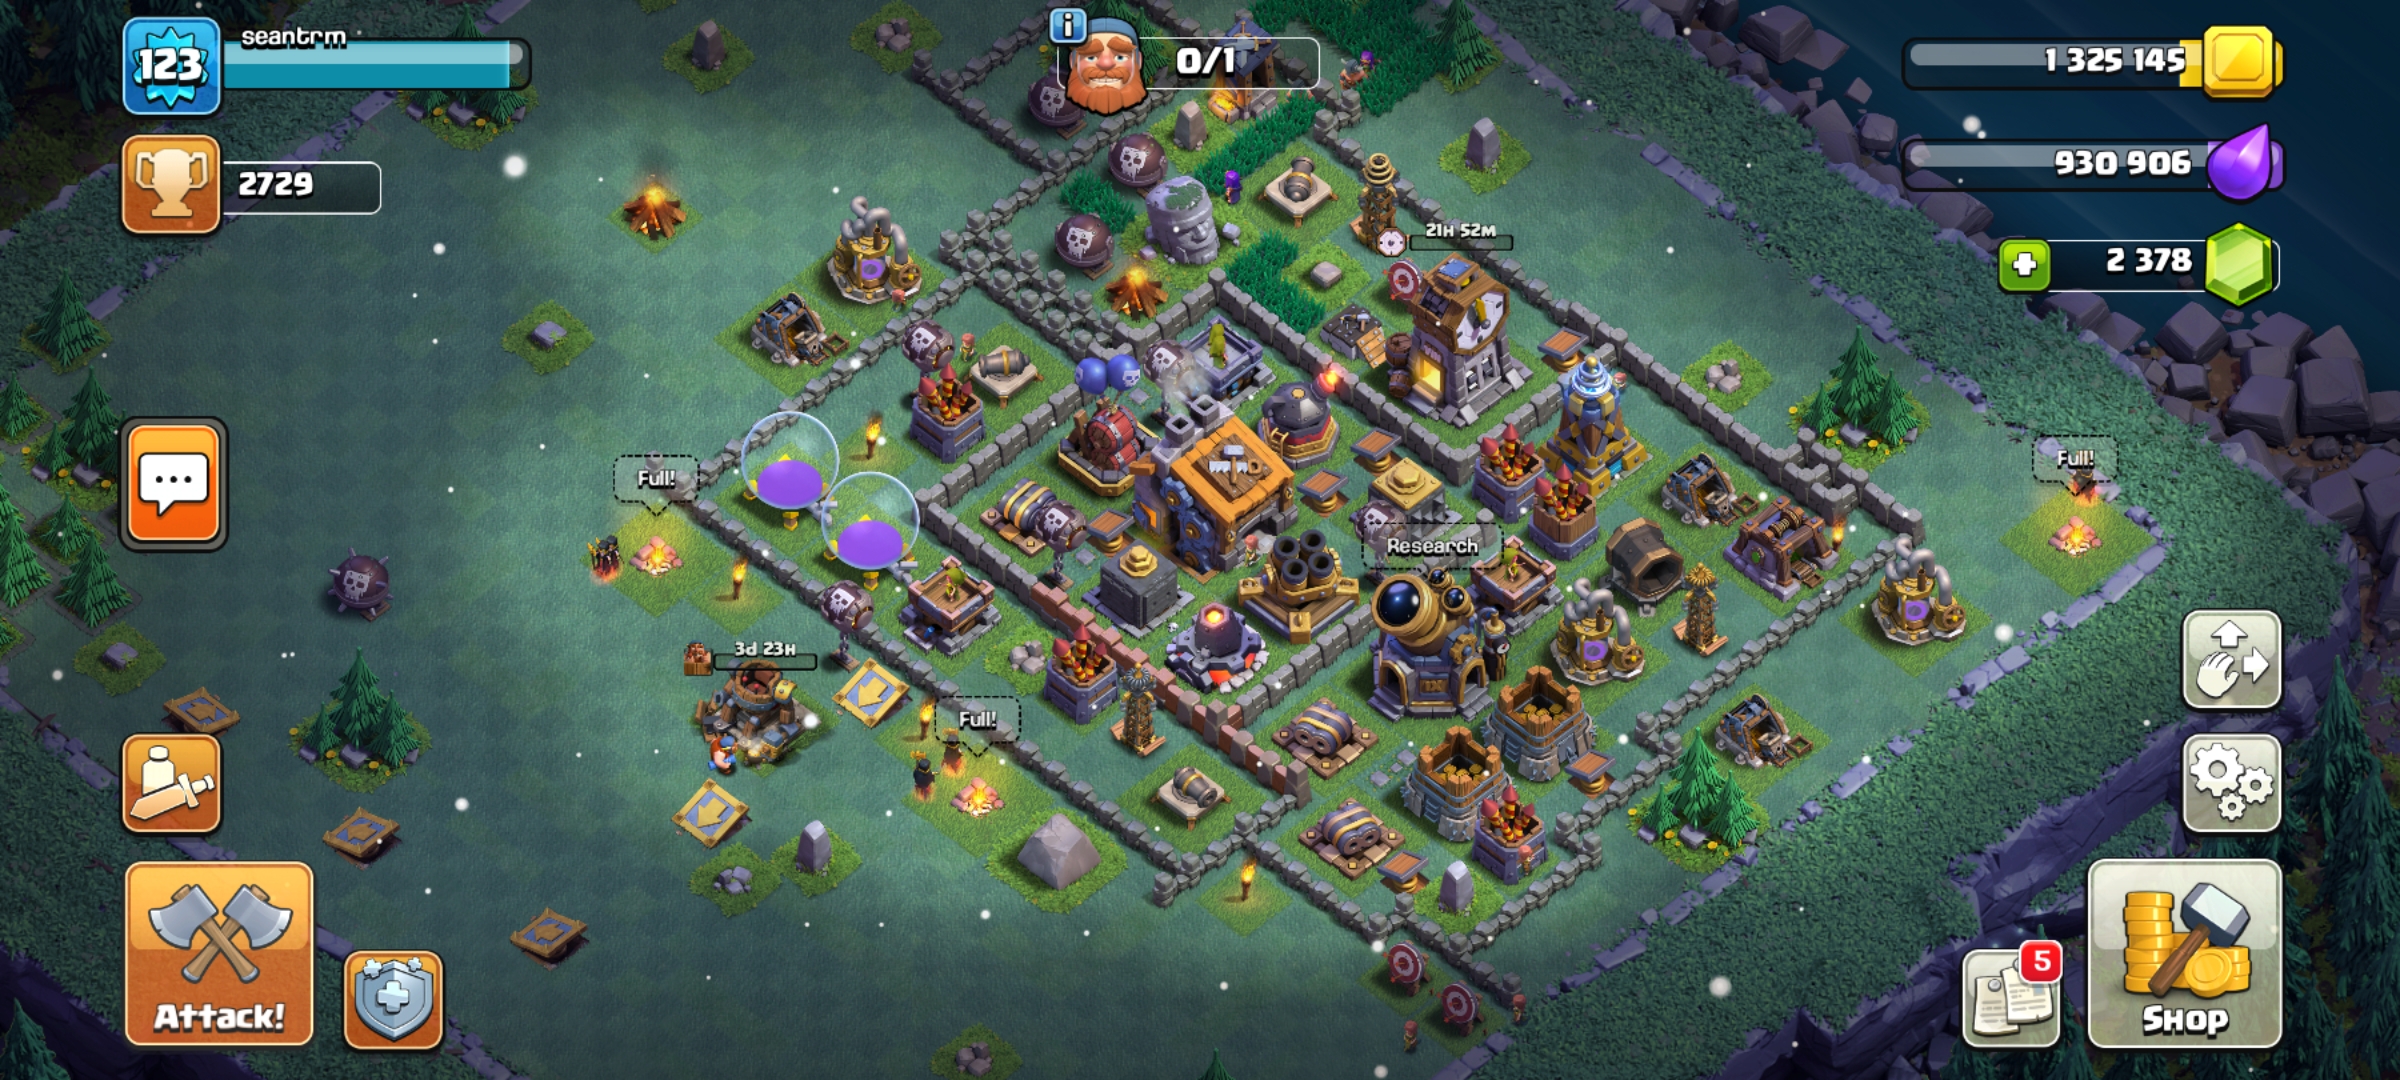 123
seantrm
0/1
1 325 145
2729
930 906
21H 52M
2 378
Full!
Full!
Research
3d 23H
Full!
5
Attack!
Shop